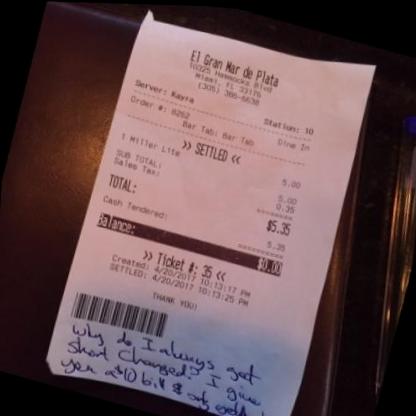 El Gran Mar de Plata
10325 Hammocks Blvd
Miami, FL 33176
(305) 386-6638
Server: Kayra Station: 10
Order #: 8262 Dine In
Bar Tab: Bar Tab
>> SETTLED <<
1 Miller Lite 5.00
SUB TOTAL: 5.00
Sales Tax: 0.35
TOTAL: $5.35
Cash Tendered: 5.35
Balance: $0.00
>> Ticket #: 35 <<
Created: 4/20/2017 10:13:17 PM
SETTLED: 4/20/2017 10:13:25 PM
THANK YOU!
Why do I always get
short changed? I give
you a $10 bill &